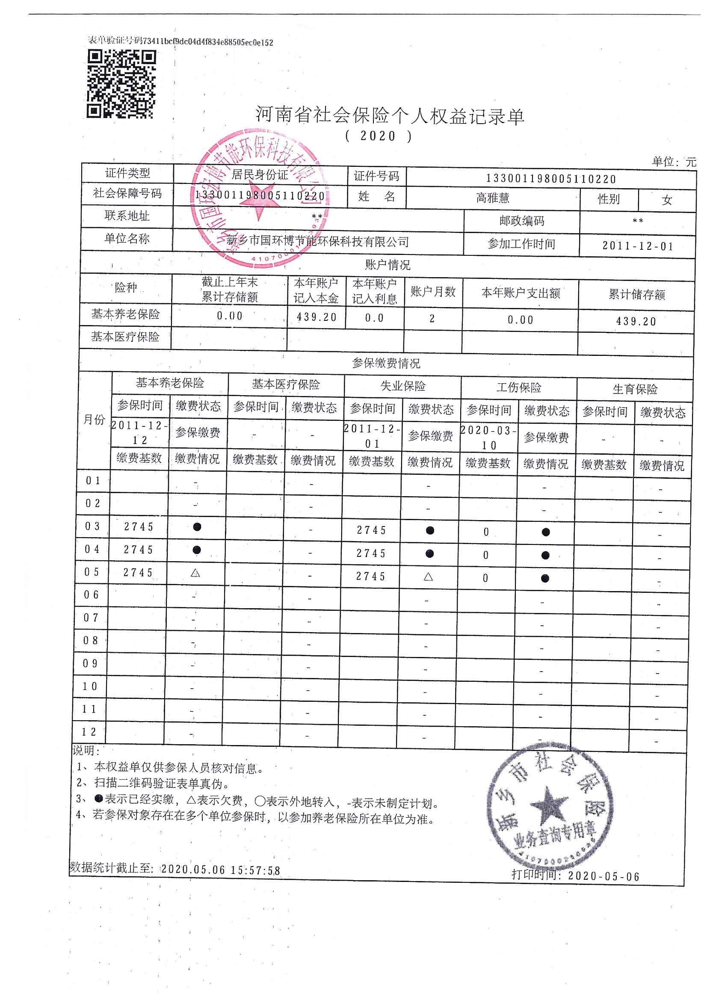 表单验证号码73411bcf9dc04d4f834e88505ec0e152
河南省社会保险个人权益记录单
( 2020 )
单位：元
证件类型 居民身份证 证件号码 133001198005110220
社会保障号码 133001198005110220 姓 名 高雅慧 性别 女
联系地址 ** 邮政编码 **
单位名称 新乡市国环博节能环保科技有限公司 参加工作时间 2011-12-01
账户情况
险种 截止上年末累计存储额 本年账户记入本金 本年账户记入利息 账户月数 本年账户支出额 累计储存额
基本养老保险 0.00 439.20 0.0 2 0.00 439.20
基本医疗保险
参保缴费情况
月份 基本养老保险 基本医疗保险 失业保险 工伤保险 生育保险
参保时间 缴费状态 参保时间 缴费状态 参保时间 缴费状态 参保时间 缴费状态 参保时间 缴费状态
2011-12-12 参保缴费 - - 2011-12-01 参保缴费 2020-03-10 参保缴费 - -
缴费基数 缴费情况 缴费基数 缴费情况 缴费基数 缴费情况 缴费基数 缴费情况 缴费基数 缴费情况
01 - - - - -
02 - - - - -
03 2745 ● - 2745 ● 0 ● -
04 2745 ● - 2745 ● 0 ● -
05 2745 △ - 2745 △ 0 ● -
06 - - - - -
07 - - - - -
08 - - - - -
09 - - - - -
10 - - - - -
11 - - - - -
12 - - - - -
说明：
1、本权益单仅供参保人员核对信息。
2、扫描二维码验证表单真伪。
3、●表示已经实缴，△表示欠费，○表示外地转入，-表示未制定计划。
4、若参保对象存在在多个单位参保时，以参加养老保险所在单位为准。
新乡市社会保险
业务查询专用章
数据统计截止至：2020.05.06 15:57:58
打印时间：2020-05-06